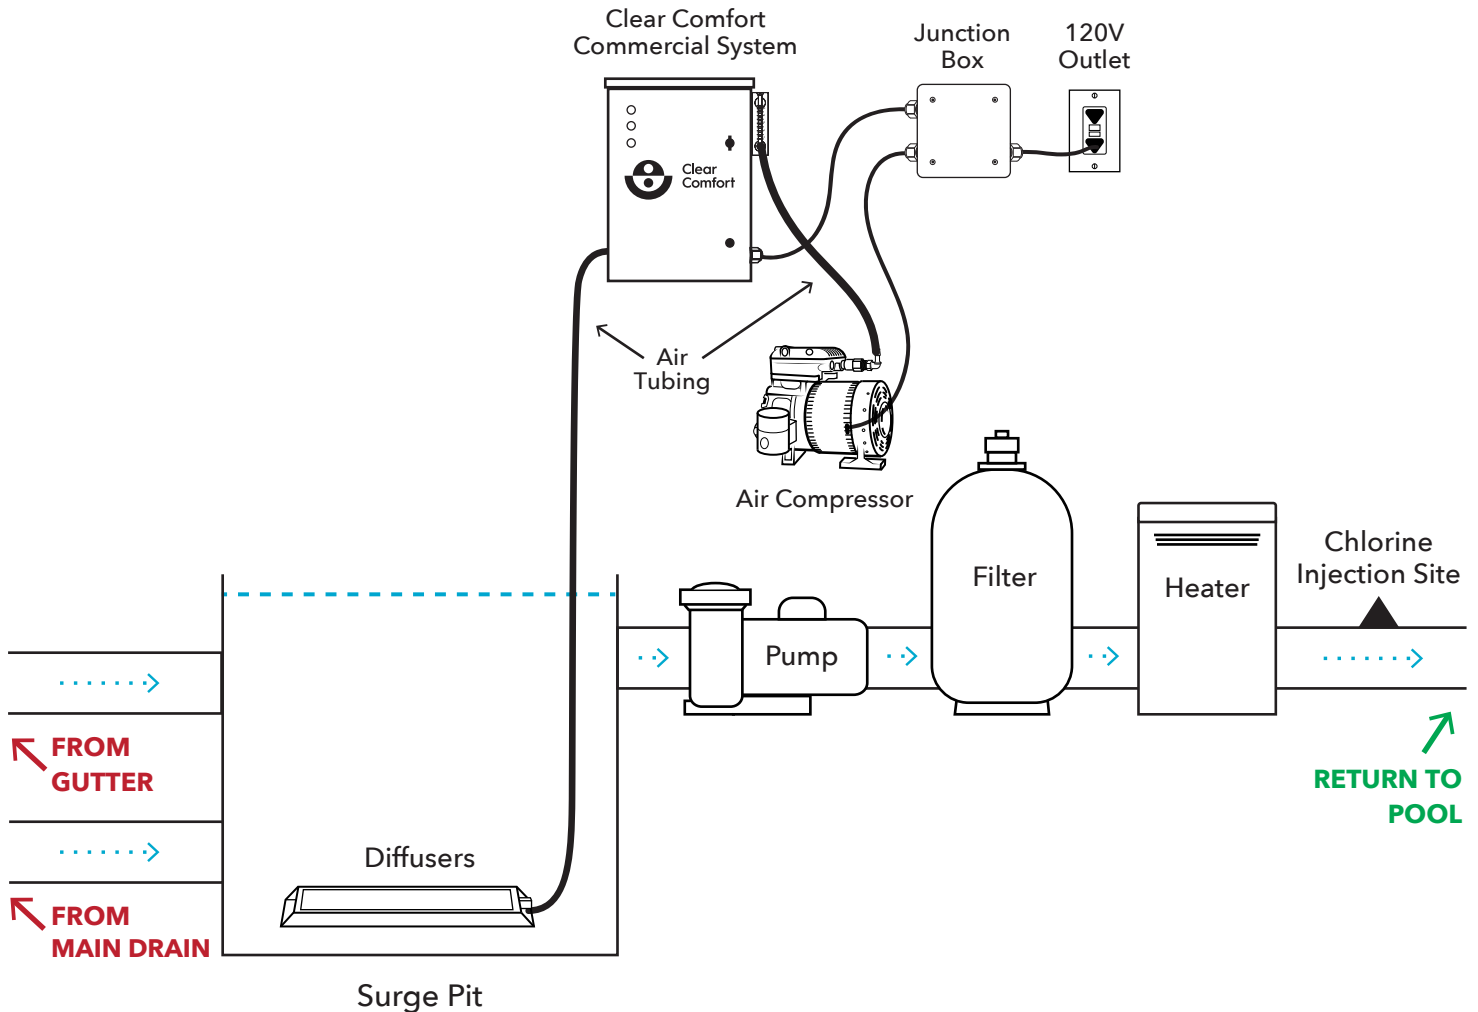 Clear Comfort
Commercial System
Junction
Box
120V
Outlet
Clear
Comfort
Air
Tubing
Air Compressor
Filter
Heater
Chlorine
Injection Site
Pump
FROM
GUTTER
RETURN TO
POOL
Diffusers
FROM
MAIN DRAIN
Surge Pit